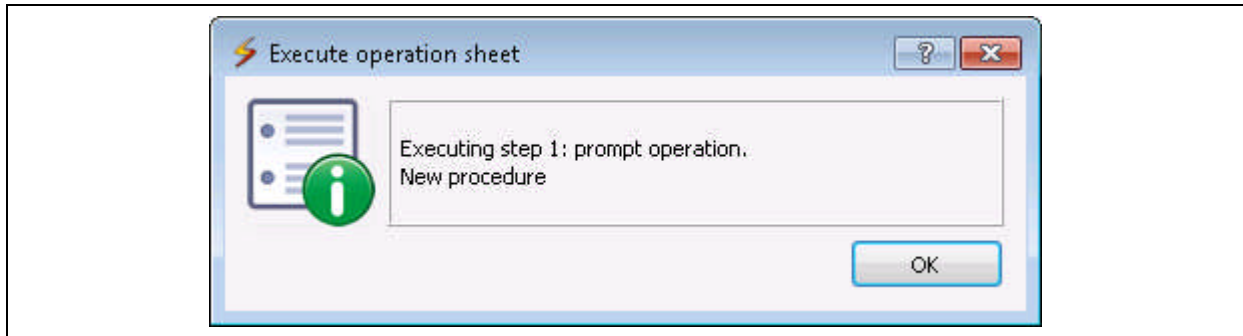 Execute operation sheet
?
Executing step 1: prompt operation.
New procedure
OK